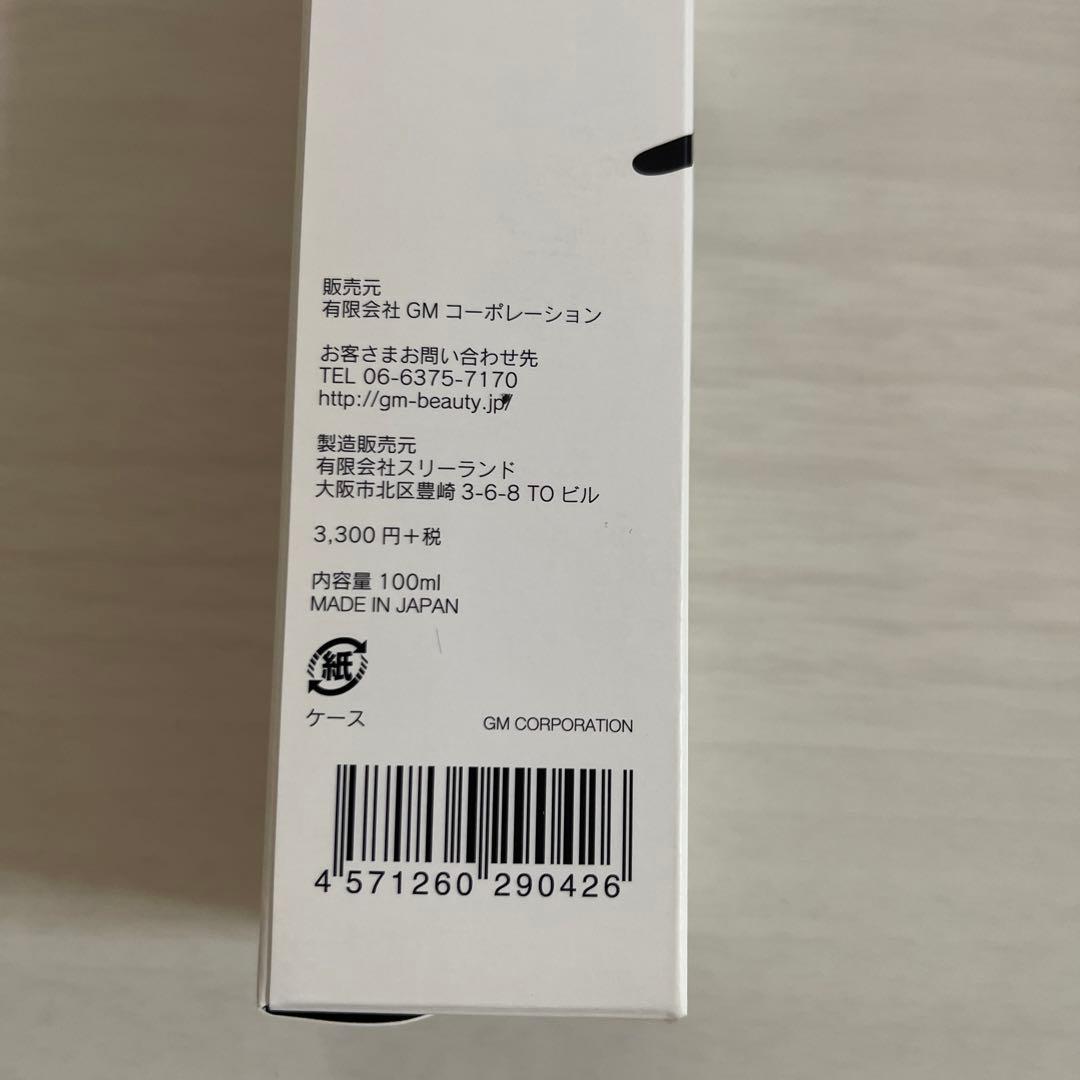 販売元
有限会社 GM コーポレーション
お客さまお問い合わせ先
TEL 06-6375-7170
http://gm-beauty.jp/
製造販売元
有限会社スリーランド
大阪市北区豊崎 3-6-8 TO ビル
3,300 円＋税
内容量 100ml
MADE IN JAPAN
紙
ケース
GM CORPORATION
4 571260 290426